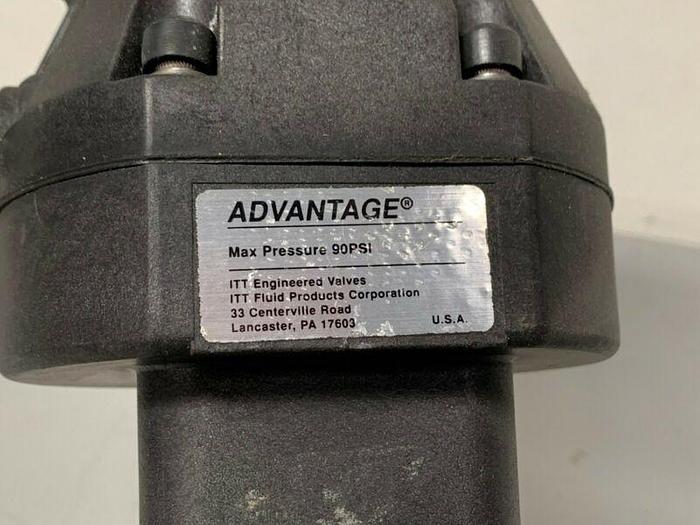 ADVANTAGE®
Max Pressure 90PSI
ITT Engineered Valves
ITT Fluid Products Corporation
33 Centerville Road
Lancaster, PA 17603 U.S.A.